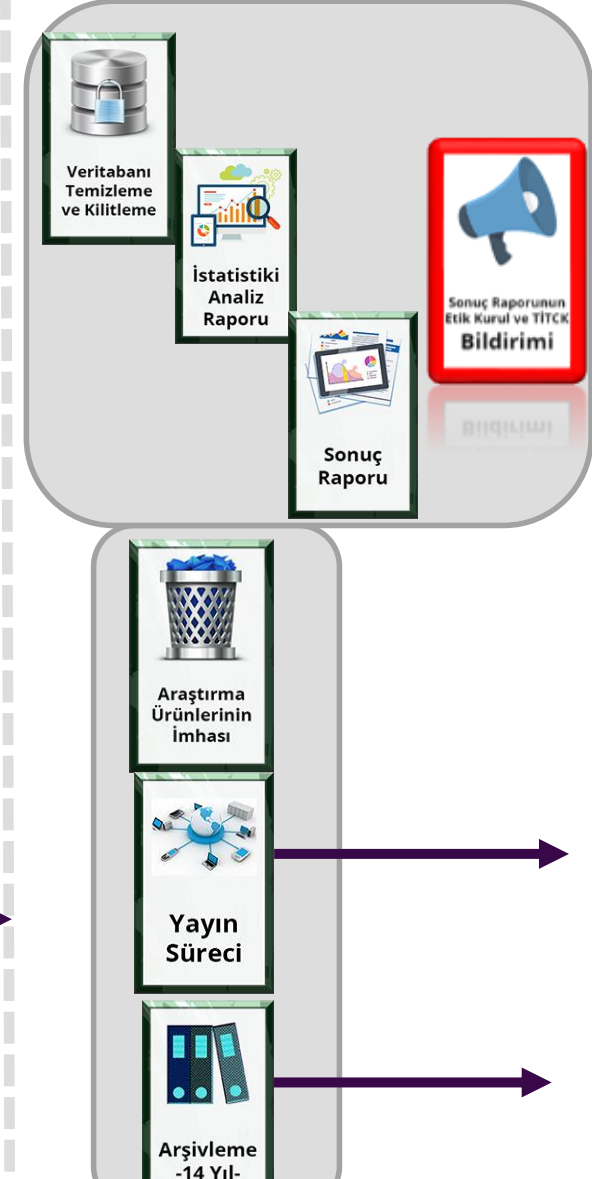 Veritabanı
Temizleme
ve Kilitleme
İstatistiki
Analiz
Raporu
Sonuç Raporunun
Etik Kurul ve TİTCK
Bildirimi
Sonuç
Raporu
Araştırma
Ürünlerinin
İmhası
Yayın
Süreci
Arşivleme
-14 Yıl-